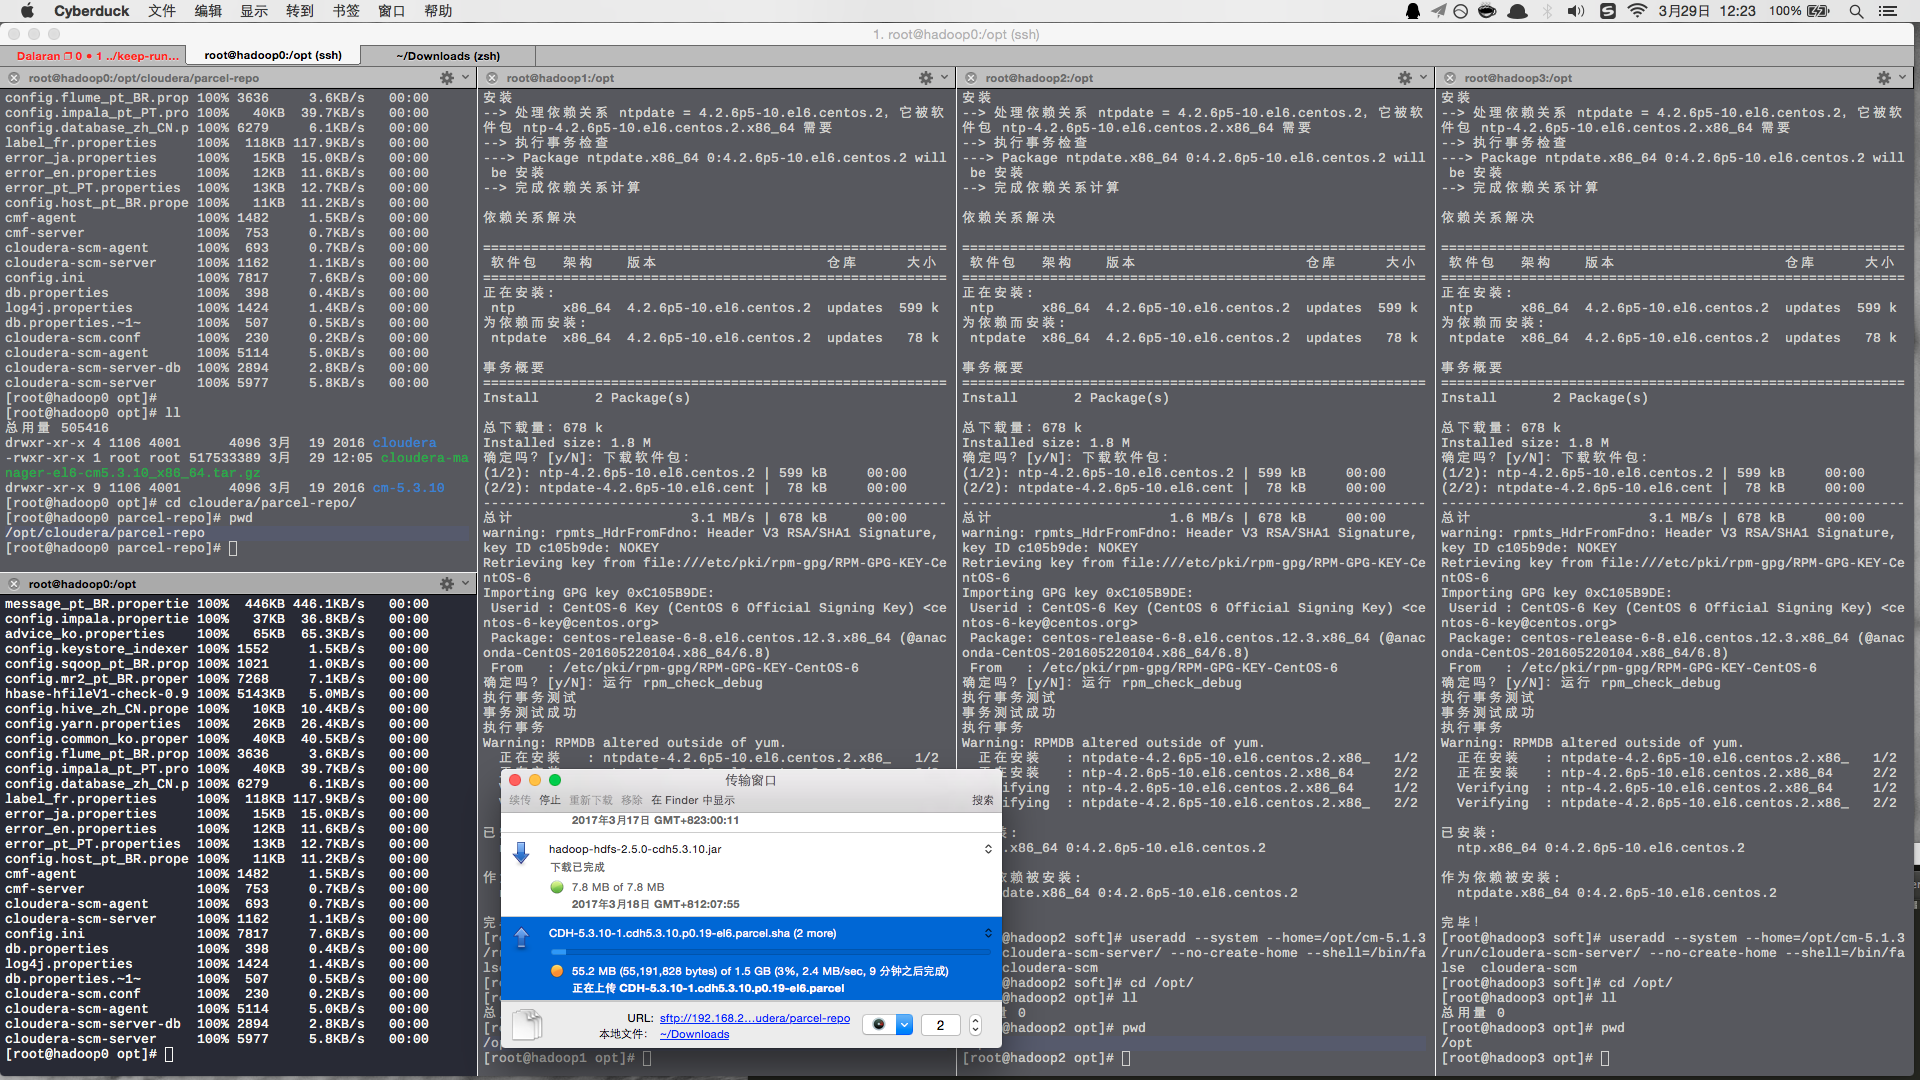 Cyberduck 文件 编辑 显示 转到 书签 窗口 帮助 3月29日 12:23 100%
1. root@hadoop0:/opt (ssh)
Dalaran 0 • 1 ../keep-run... root@hadoop0:/opt (ssh) ~/Downloads (zsh)
root@hadoop0:/opt/cloudera/parcel-repo
config.flume_pt_BR.prop 100% 3636 3.6KB/s 00:00
config.impala_pt_PT.pro 100% 40KB 39.7KB/s 00:00
config.database_zh_CN.p 100% 6279 6.1KB/s 00:00
label_fr.properties 100% 118KB 117.9KB/s 00:00
error_ja.properties 100% 15KB 15.0KB/s 00:00
error_en.properties 100% 12KB 11.6KB/s 00:00
error_pt_PT.properties 100% 13KB 12.7KB/s 00:00
config.host_pt_BR.prope 100% 11KB 11.2KB/s 00:00
cmf-agent 100% 1482 1.5KB/s 00:00
cmf-server 100% 753 0.7KB/s 00:00
cloudera-scm-agent 100% 693 0.7KB/s 00:00
cloudera-scm-server 100% 1162 1.1KB/s 00:00
config.ini 100% 7817 7.6KB/s 00:00
db.properties 100% 398 0.4KB/s 00:00
log4j.properties 100% 1424 1.4KB/s 00:00
db.properties.~1~ 100% 507 0.5KB/s 00:00
cloudera-scm.conf 100% 230 0.2KB/s 00:00
cloudera-scm-agent 100% 5114 5.0KB/s 00:00
cloudera-scm-server-db 100% 2894 2.8KB/s 00:00
cloudera-scm-server 100% 5977 5.8KB/s 00:00
[root@hadoop0 opt]#
[root@hadoop0 opt]# ll
总用量 505416
drwxr-xr-x 4 1106 4001 4096 3月 19 2016 cloudera
-rwxr-xr-x 1 root root 517533389 3月 29 12:05 cloudera-ma
nager-el6-cm5.3.10_x86_64.tar.gz
drwxr-xr-x 9 1106 4001 4096 3月 19 2016 cm-5.3.10
[root@hadoop0 opt]# cd cloudera/parcel-repo/
[root@hadoop0 parcel-repo]# pwd
/opt/cloudera/parcel-repo
[root@hadoop0 parcel-repo]#
root@hadoop0:/opt
message_pt_BR.propertie 100% 446KB 446.1KB/s 00:00
config.impala.propertie 100% 37KB 36.8KB/s 00:00
advice_ko.properties 100% 65KB 65.3KB/s 00:00
config.keystore_indexer 100% 1552 1.5KB/s 00:00
config.sqoop_pt_BR.prop 100% 1021 1.0KB/s 00:00
config.mr2_pt_BR.proper 100% 7268 7.1KB/s 00:00
hbase-hfileV1-check-0.9 100% 5143KB 5.0MB/s 00:00
config.hive_zh_CN.prope 100% 10KB 10.4KB/s 00:00
config.yarn.properties 100% 26KB 26.4KB/s 00:00
config.common_ko.proper 100% 40KB 40.5KB/s 00:00
config.flume_pt_BR.prop 100% 3636 3.6KB/s 00:00
config.impala_pt_PT.pro 100% 40KB 39.7KB/s 00:00
config.database_zh_CN.p 100% 6279 6.1KB/s 00:00
label_fr.properties 100% 118KB 117.9KB/s 00:00
error_ja.properties 100% 15KB 15.0KB/s 00:00
error_en.properties 100% 12KB 11.6KB/s 00:00
error_pt_PT.properties 100% 13KB 12.7KB/s 00:00
config.host_pt_BR.prope 100% 11KB 11.2KB/s 00:00
cmf-agent 100% 1482 1.5KB/s 00:00
cmf-server 100% 753 0.7KB/s 00:00
cloudera-scm-agent 100% 693 0.7KB/s 00:00
cloudera-scm-server 100% 1162 1.1KB/s 00:00
config.ini 100% 7817 7.6KB/s 00:00
db.properties 100% 398 0.4KB/s 00:00
log4j.properties 100% 1424 1.4KB/s 00:00
db.properties.~1~ 100% 507 0.5KB/s 00:00
cloudera-scm.conf 100% 230 0.2KB/s 00:00
cloudera-scm-agent 100% 5114 5.0KB/s 00:00
cloudera-scm-server-db 100% 2894 2.8KB/s 00:00
cloudera-scm-server 100% 5977 5.8KB/s 00:00
[root@hadoop0 opt]#
root@hadoop1:/opt
安装
--> 处理依赖关系 ntpdate = 4.2.6p5-10.el6.centos.2，它被软
件包 ntp-4.2.6p5-10.el6.centos.2.x86_64 需要
--> 执行事务检查
---> Package ntpdate.x86_64 0:4.2.6p5-10.el6.centos.2 will
be 安装
--> 完成依赖关系计算
依赖关系解决
软件包 架构 版本 仓库 大小
正在安装:
ntp x86_64 4.2.6p5-10.el6.centos.2 updates 599 k
为依赖而安装:
ntpdate x86_64 4.2.6p5-10.el6.centos.2 updates 78 k
事务概要
Install 2 Package(s)
总下载量：678 k
Installed size: 1.8 M
确定吗？[y/N]：下载软件包:
(1/2): ntp-4.2.6p5-10.el6.centos.2 | 599 kB 00:00
(2/2): ntpdate-4.2.6p5-10.el6.cent | 78 kB 00:00
总计 3.1 MB/s | 678 kB 00:00
warning: rpmts_HdrFromFdno: Header V3 RSA/SHA1 Signature,
key ID c105b9de: NOKEY
Retrieving key from file:///etc/pki/rpm-gpg/RPM-GPG-KEY-Ce
ntOS-6
Importing GPG key 0xC105B9DE:
Userid : CentOS-6 Key (CentOS 6 Official Signing Key) <ce
ntos-6-key@centos.org>
Package: centos-release-6-8.el6.centos.12.3.x86_64 (@anac
onda-CentOS-201605220104.x86_64/6.8)
From : /etc/pki/rpm-gpg/RPM-GPG-KEY-CentOS-6
确定吗？[y/N]：运行 rpm_check_debug
执行事务测试
事务测试成功
执行事务
Warning: RPMDB altered outside of yum.
正在安装 : ntpdate-4.2.6p5-10.el6.centos.2.x86_ 1/2
[root@hadoop1 opt]#
root@hadoop2:/opt
安装
--> 处理依赖关系 ntpdate = 4.2.6p5-10.el6.centos.2，它被软
件包 ntp-4.2.6p5-10.el6.centos.2.x86_64 需要
--> 执行事务检查
---> Package ntpdate.x86_64 0:4.2.6p5-10.el6.centos.2 will
be 安装
--> 完成依赖关系计算
依赖关系解决
软件包 架构 版本 仓库 大小
正在安装:
ntp x86_64 4.2.6p5-10.el6.centos.2 updates 599 k
为依赖而安装:
ntpdate x86_64 4.2.6p5-10.el6.centos.2 updates 78 k
事务概要
Install 2 Package(s)
总下载量：678 k
Installed size: 1.8 M
确定吗？[y/N]：下载软件包:
(1/2): ntp-4.2.6p5-10.el6.centos.2 | 599 kB 00:00
(2/2): ntpdate-4.2.6p5-10.el6.cent | 78 kB 00:00
总计 1.6 MB/s | 678 kB 00:00
warning: rpmts_HdrFromFdno: Header V3 RSA/SHA1 Signature,
key ID c105b9de: NOKEY
Retrieving key from file:///etc/pki/rpm-gpg/RPM-GPG-KEY-Ce
ntOS-6
Importing GPG key 0xC105B9DE:
Userid : CentOS-6 Key (CentOS 6 Official Signing Key) <ce
ntos-6-key@centos.org>
Package: centos-release-6-8.el6.centos.12.3.x86_64 (@anac
onda-CentOS-201605220104.x86_64/6.8)
From : /etc/pki/rpm-gpg/RPM-GPG-KEY-CentOS-6
确定吗？[y/N]：运行 rpm_check_debug
执行事务测试
事务测试成功
执行事务
Warning: RPMDB altered outside of yum.
正在安装 : ntpdate-4.2.6p5-10.el6.centos.2.x86_ 1/2
正在安装 : ntp-4.2.6p5-10.el6.centos.2.x86_64 2/2
ifying : ntp-4.2.6p5-10.el6.centos.2.x86_64 1/2
ifying : ntpdate-4.2.6p5-10.el6.centos.2.x86_ 2/2
装:
.x86_64 0:4.2.6p5-10.el6.centos.2
依赖被安装:
date.x86_64 0:4.2.6p5-10.el6.centos.2
@hadoop2 soft]# useradd --system --home=/opt/cm-5.1.3
/cloudera-scm-server/ --no-create-home --shell=/bin/fa
cloudera-scm
@hadoop2 soft]# cd /opt/
@hadoop2 opt]# ll
量 0
@hadoop2 opt]# pwd
[root@hadoop2 opt]#
root@hadoop3:/opt
安装
--> 处理依赖关系 ntpdate = 4.2.6p5-10.el6.centos.2，它被软
件包 ntp-4.2.6p5-10.el6.centos.2.x86_64 需要
--> 执行事务检查
---> Package ntpdate.x86_64 0:4.2.6p5-10.el6.centos.2 will
be 安装
--> 完成依赖关系计算
依赖关系解决
软件包 架构 版本 仓库 大小
正在安装:
ntp x86_64 4.2.6p5-10.el6.centos.2 updates 599 k
为依赖而安装:
ntpdate x86_64 4.2.6p5-10.el6.centos.2 updates 78 k
事务概要
Install 2 Package(s)
总下载量：678 k
Installed size: 1.8 M
确定吗？[y/N]：下载软件包:
(1/2): ntp-4.2.6p5-10.el6.centos.2 | 599 kB 00:00
(2/2): ntpdate-4.2.6p5-10.el6.cent | 78 kB 00:00
总计 3.1 MB/s | 678 kB 00:00
warning: rpmts_HdrFromFdno: Header V3 RSA/SHA1 Signature,
key ID c105b9de: NOKEY
Retrieving key from file:///etc/pki/rpm-gpg/RPM-GPG-KEY-Ce
ntOS-6
Importing GPG key 0xC105B9DE:
Userid : CentOS-6 Key (CentOS 6 Official Signing Key) <ce
ntos-6-key@centos.org>
Package: centos-release-6-8.el6.centos.12.3.x86_64 (@anac
onda-CentOS-201605220104.x86_64/6.8)
From : /etc/pki/rpm-gpg/RPM-GPG-KEY-CentOS-6
确定吗？[y/N]：运行 rpm_check_debug
执行事务测试
事务测试成功
执行事务
Warning: RPMDB altered outside of yum.
正在安装 : ntpdate-4.2.6p5-10.el6.centos.2.x86_ 1/2
正在安装 : ntp-4.2.6p5-10.el6.centos.2.x86_64 2/2
Verifying : ntp-4.2.6p5-10.el6.centos.2.x86_64 1/2
Verifying : ntpdate-4.2.6p5-10.el6.centos.2.x86_ 2/2
已安装:
ntp.x86_64 0:4.2.6p5-10.el6.centos.2
作为依赖被安装:
ntpdate.x86_64 0:4.2.6p5-10.el6.centos.2
完毕！
[root@hadoop3 soft]# useradd --system --home=/opt/cm-5.1.3
/run/cloudera-scm-server/ --no-create-home --shell=/bin/fa
lse cloudera-scm
[root@hadoop3 soft]# cd /opt/
[root@hadoop3 opt]# ll
总用量 0
[root@hadoop3 opt]# pwd
/opt
[root@hadoop3 opt]#
传输窗口
续传 停止 重新下载 移除 在 Finder 中显示 搜索
2017年3月17日 GMT+823:00:11
hadoop-hdfs-2.5.0-cdh5.3.10.jar
下载已完成
7.8 MB of 7.8 MB
2017年3月18日 GMT+812:07:55
CDH-5.3.10-1.cdh5.3.10.p0.19-el6.parcel.sha (2 more)
55.2 MB (55,191,828 bytes) of 1.5 GB (3%, 2.4 MB/sec, 9 分钟之后完成)
正在上传 CDH-5.3.10-1.cdh5.3.10.p0.19-el6.parcel
URL: sftp://192.168.2...udera/parcel-repo 2
本地文件: ~/Downloads